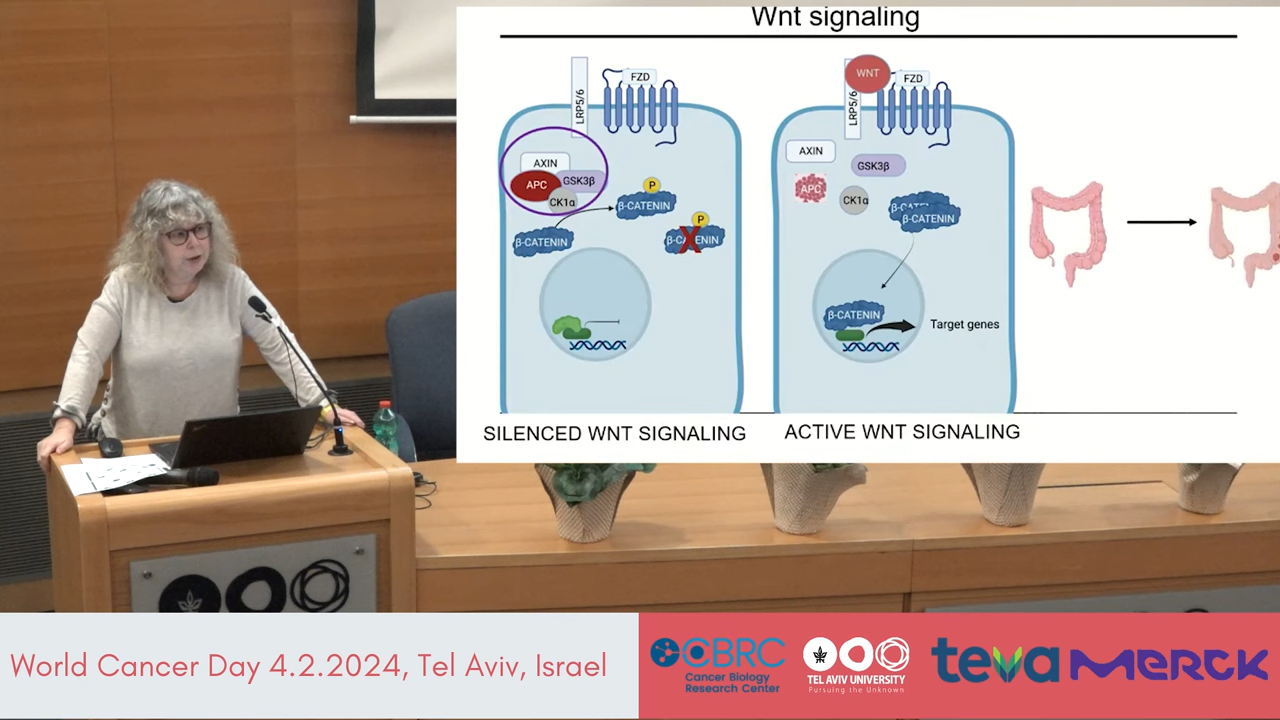 Wnt signaling
LRP5/6
FZD
AXIN
APC
GSK3β
CK1α
P
β-CATENIN
β-CATENIN
P
β-CATENIN
SILENCED WNT SIGNALING
WNT
FZD
LRP5/6
AXIN
GSK3β
APC
CK1α
β-CATENIN
β-CATENIN
β-CATENIN
Target genes
ACTIVE WNT SIGNALING
World Cancer Day 4.2.2024, Tel Aviv, Israel
CBRC
Cancer Biology
Research Center
TEL AVIV UNIVERSITY
Pursuing the Unknown
teva
MERCK